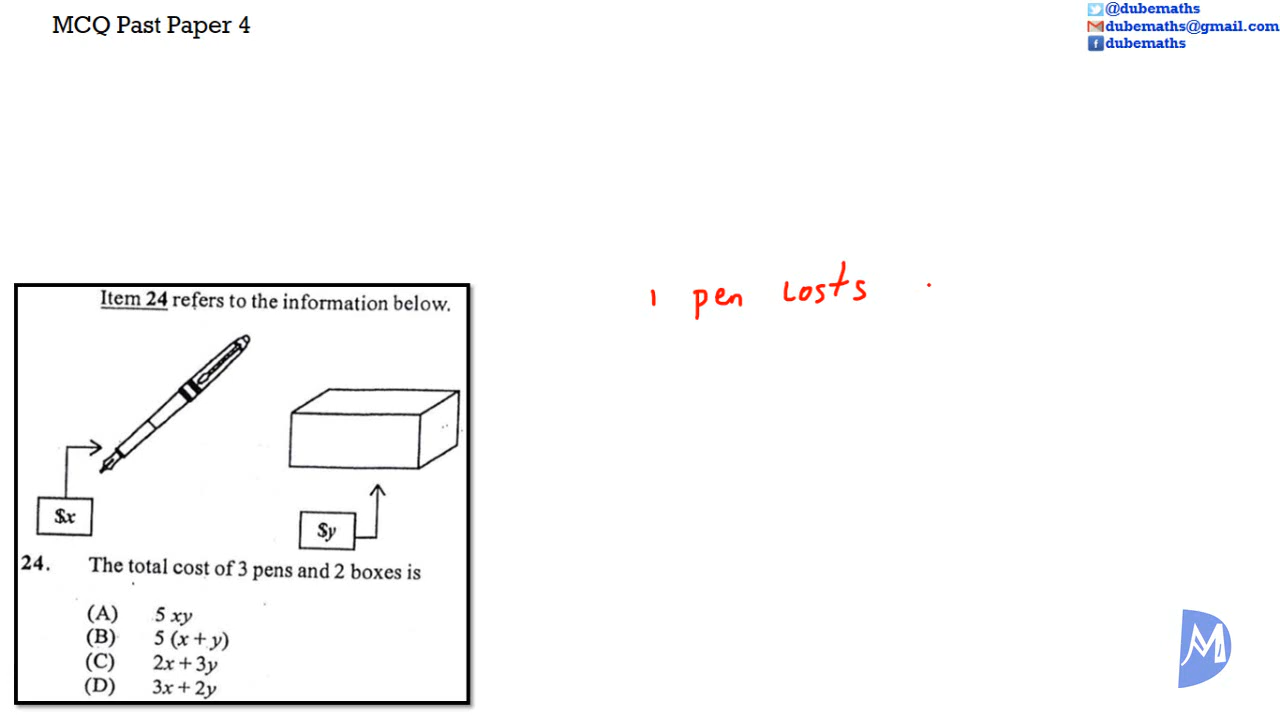 MCQ Past Paper 4
@dubemaths
dubemaths@gmail.com
dubemaths
1 pen costs
Item 24 refers to the information below.
$x
$y
24. The total cost of 3 pens and 2 boxes is
(A) 5 xy
(B) 5 (x + y)
(C) 2x + 3y
(D) 3x + 2y
DM